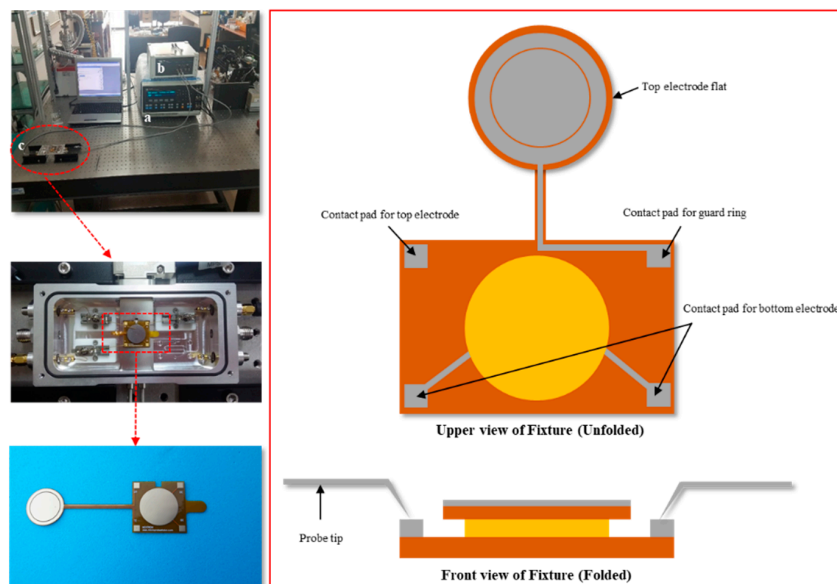 b
a
c
Top electrode flat
Contact pad for top electrode
Contact pad for guard ring
Contact pad for bottom electrode
Upper view of Fixture (Unfolded)
Probe tip
Front view of Fixture (Folded)